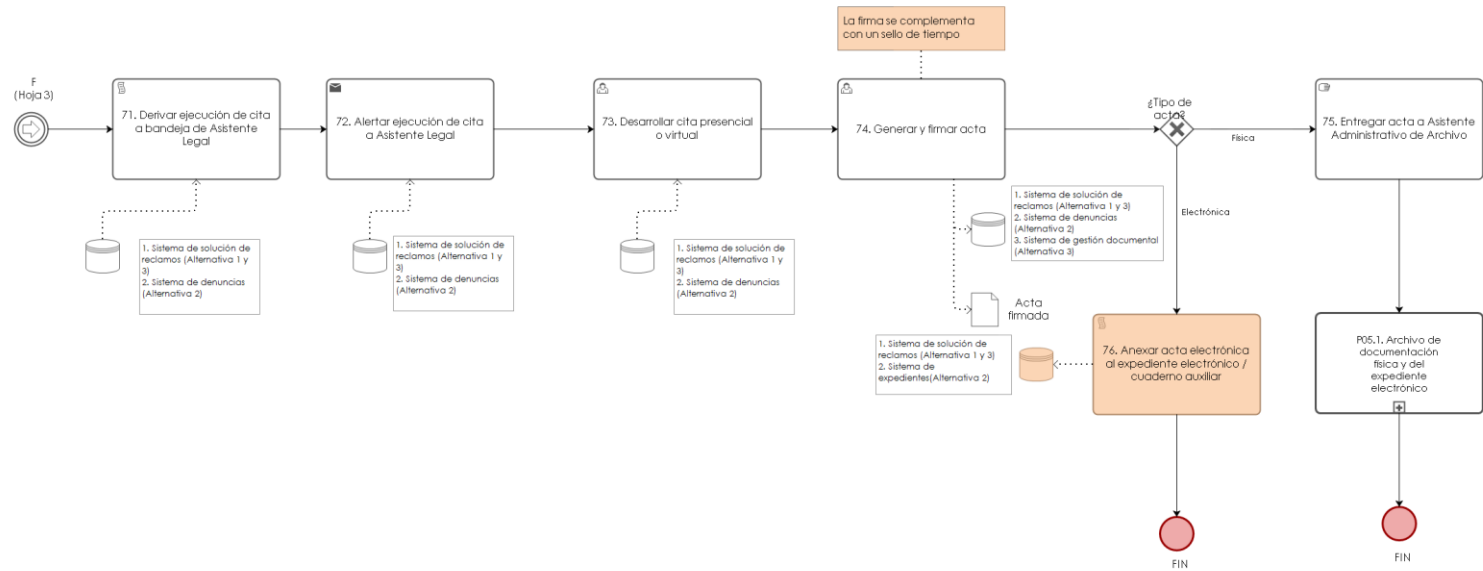 La firma se complementa
con un sello de tiempo
F
(Hoja 3)
71. Derivar ejecución de cita
a bandeja de Asistente
Legal
72. Alertar ejecución de cita
a Asistente Legal
73. Desarrollar cita presencial
o virtual
74. Generar y firmar acta
¿Tipo de
acta?
Física
75. Entregar acta a Asistente
Administrativo de Archivo
Electrónica
1. Sistema de solución de
reclamos (Alternativa 1 y
3)
2. Sistema de denuncias
(Alternativa 2)
1. Sistema de solución de
reclamos (Alternativa 1 y
3)
2. Sistema de denuncias
(Alternativa 2)
1. Sistema de solución de
reclamos (Alternativa 1 y
3)
2. Sistema de denuncias
(Alternativa 2)
1. Sistema de solución de
reclamos (Alternativa 1 y 3)
2. Sistema de denuncias
(Alternativa 2)
3. Sistema de gestión documental
(Alternativa 3)
Acta
firmada
1. Sistema de solución de
reclamos (Alternativa 1 y 3)
2. Sistema de
expedientes(Alternativa 2)
76. Anexar acta electrónica
al expediente electrónico /
cuaderno auxiliar
P05.1. Archivo de
documentación
física y del
expediente
electrónico
FIN
FIN